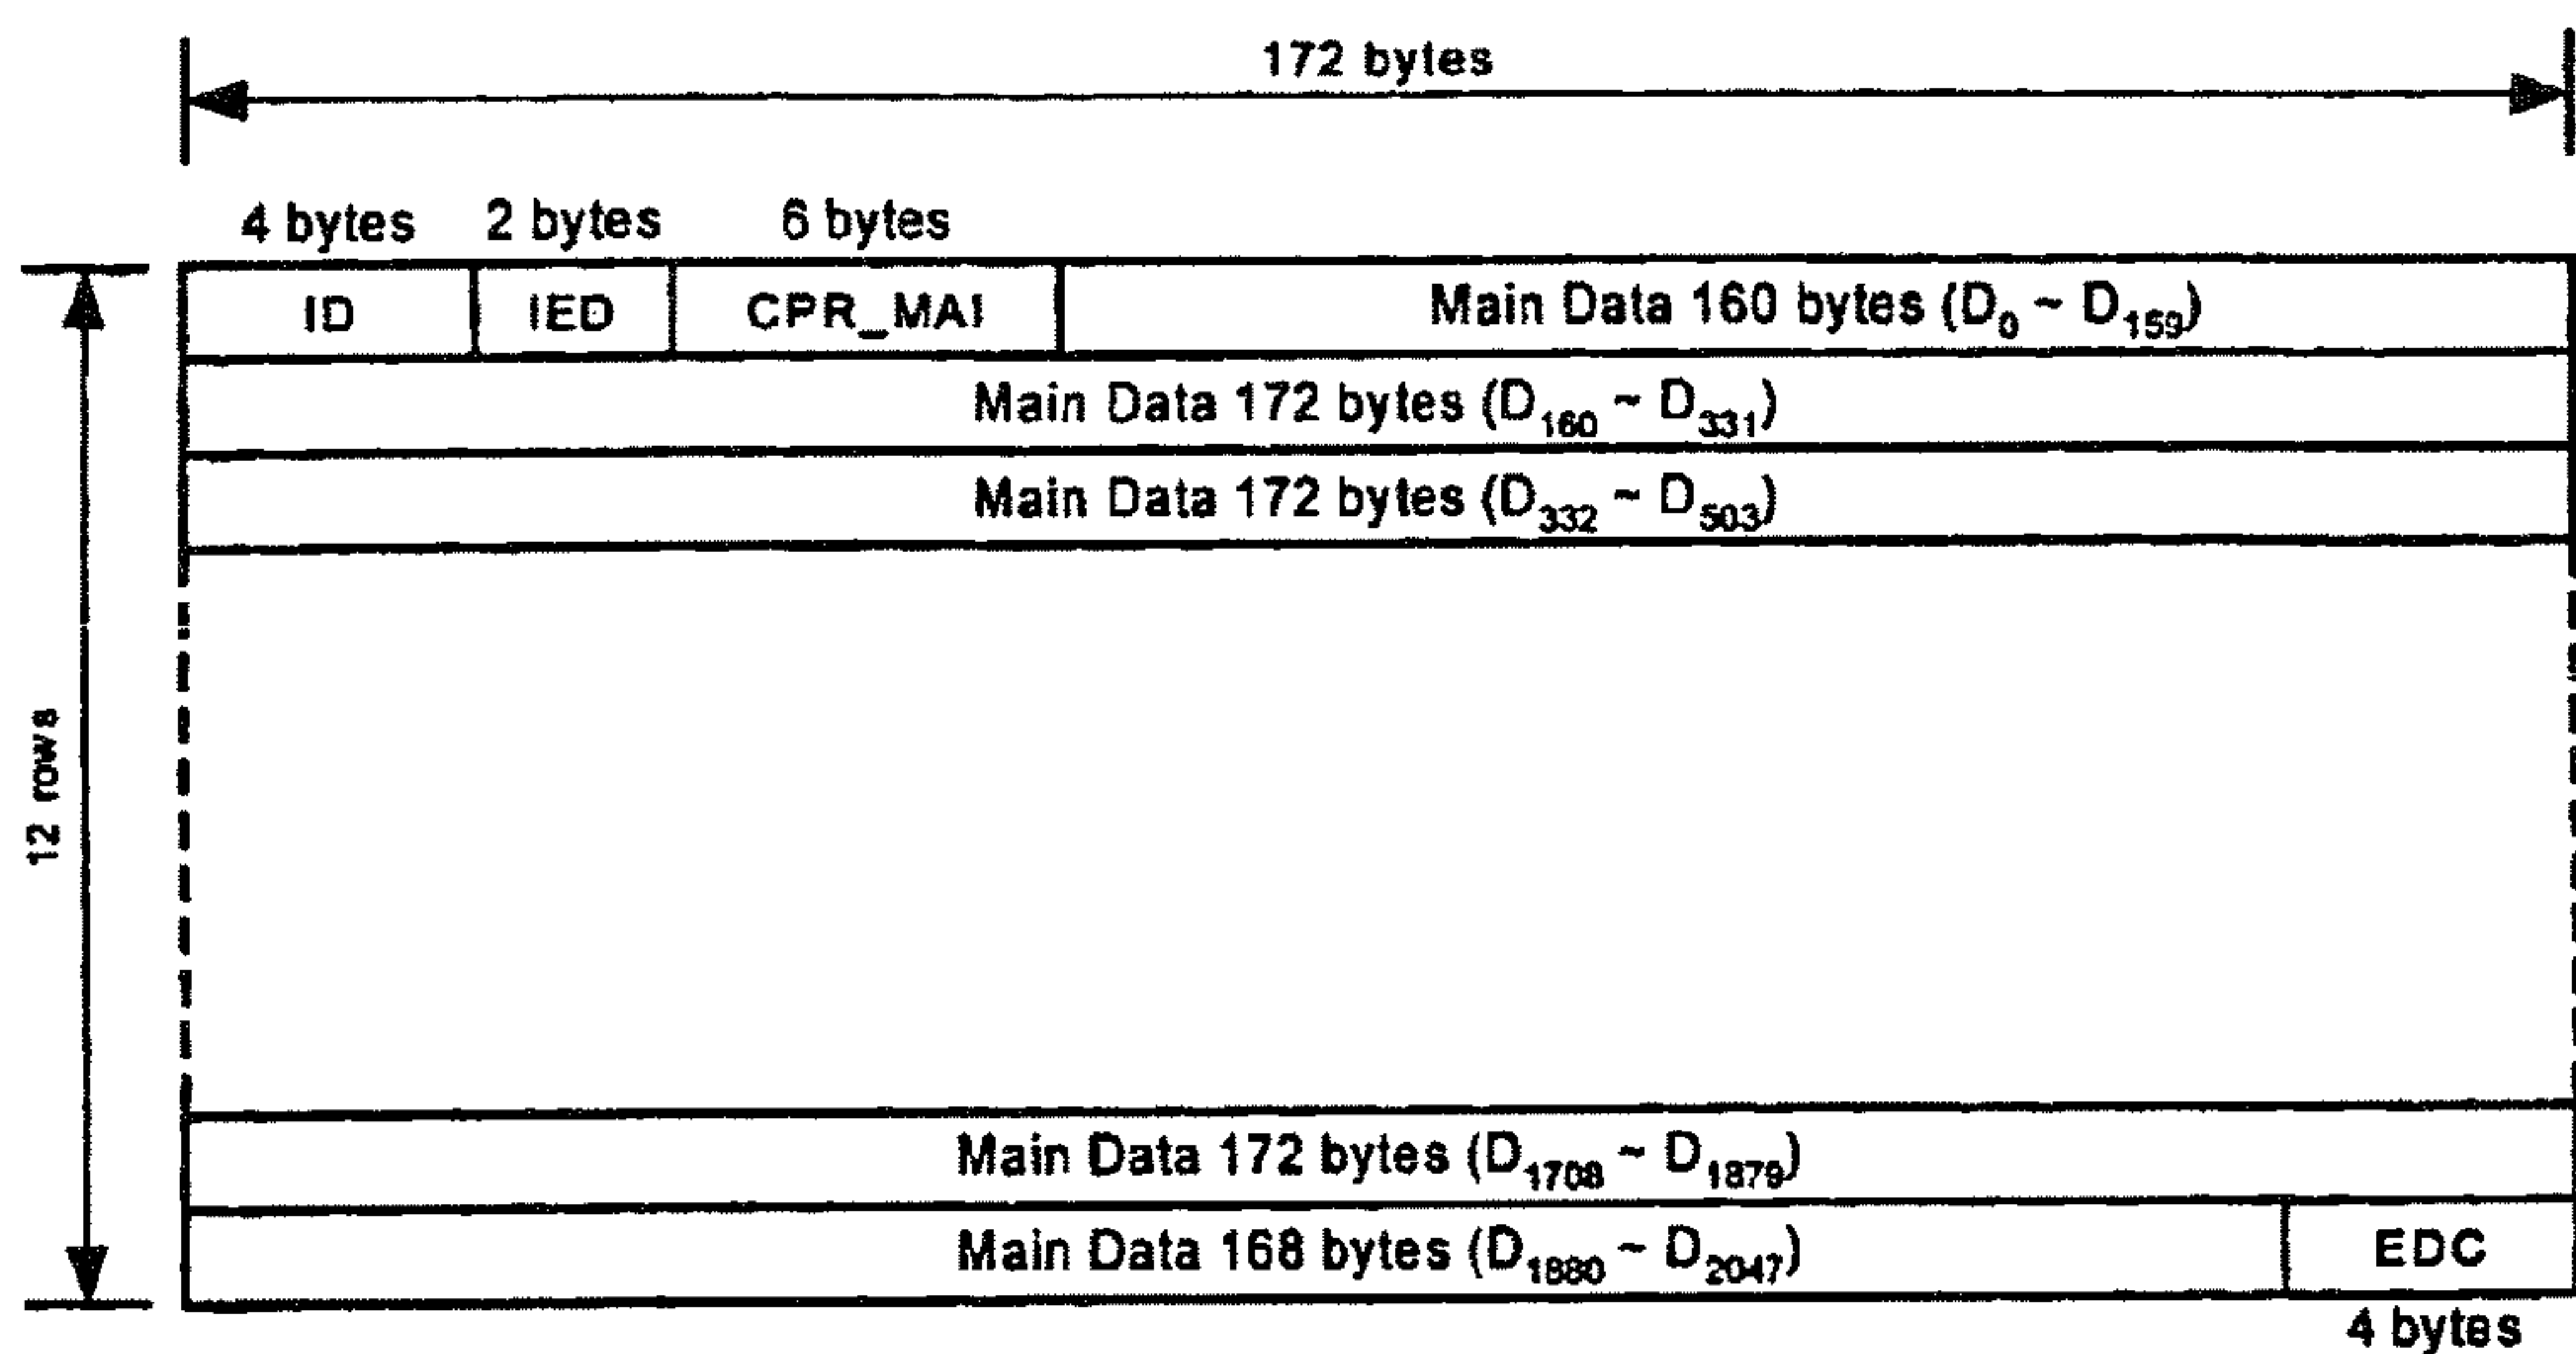 172 bytes
4 bytes 2 bytes 6 bytes
ID IED CPR_MAI Main Data 160 bytes (D₀ ~ D₁₅₉)
Main Data 172 bytes (D₁₆₀ ~ D₃₃₁)
Main Data 172 bytes (D₃₃₂ ~ D₅₀₃)
12 rows
Main Data 172 bytes (D₁₇₀₈ ~ D₁₈₇₉)
Main Data 168 bytes (D₁₈₈₀ ~ D₂₀₄₇) EDC
4 bytes